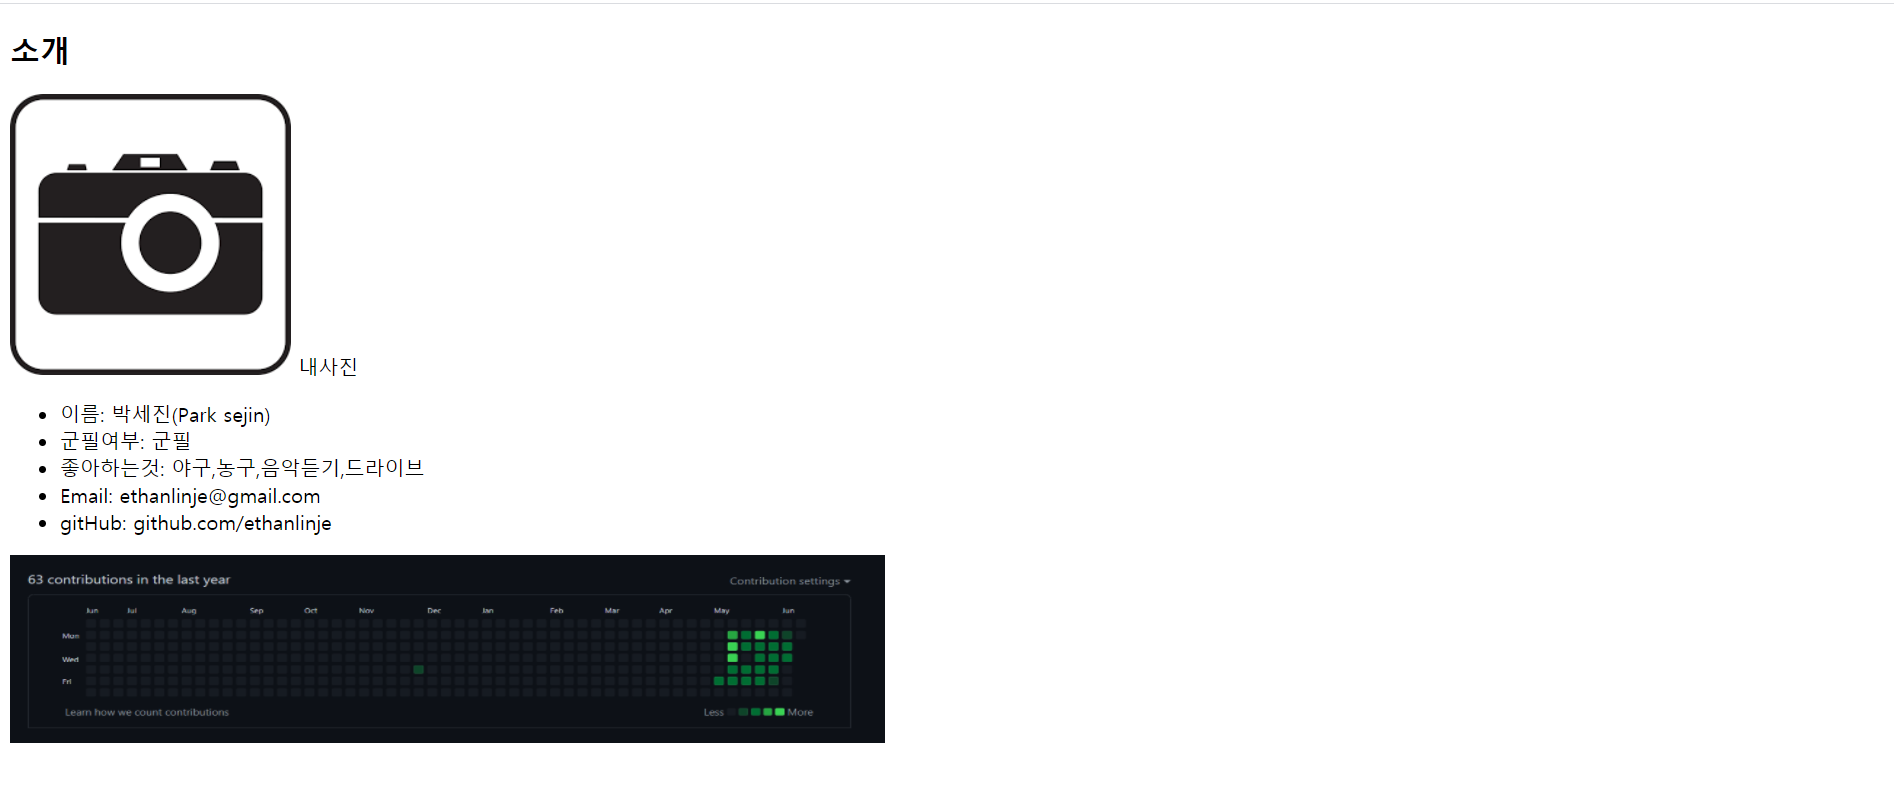 소개
내사진
이름: 박세진(Park sejin)
군필여부: 군필
좋아하는것: 야구,농구,음악듣기,드라이브
Email: ethanlinje@gmail.com
gitHub: github.com/ethanlinje
63 contributions in the last year
Contribution settings
Jun Jul Aug Sep Oct Nov Dec Jan Feb Mar Apr May Jun
Mon
Wed
Fri
Learn how we count contributions
Less More